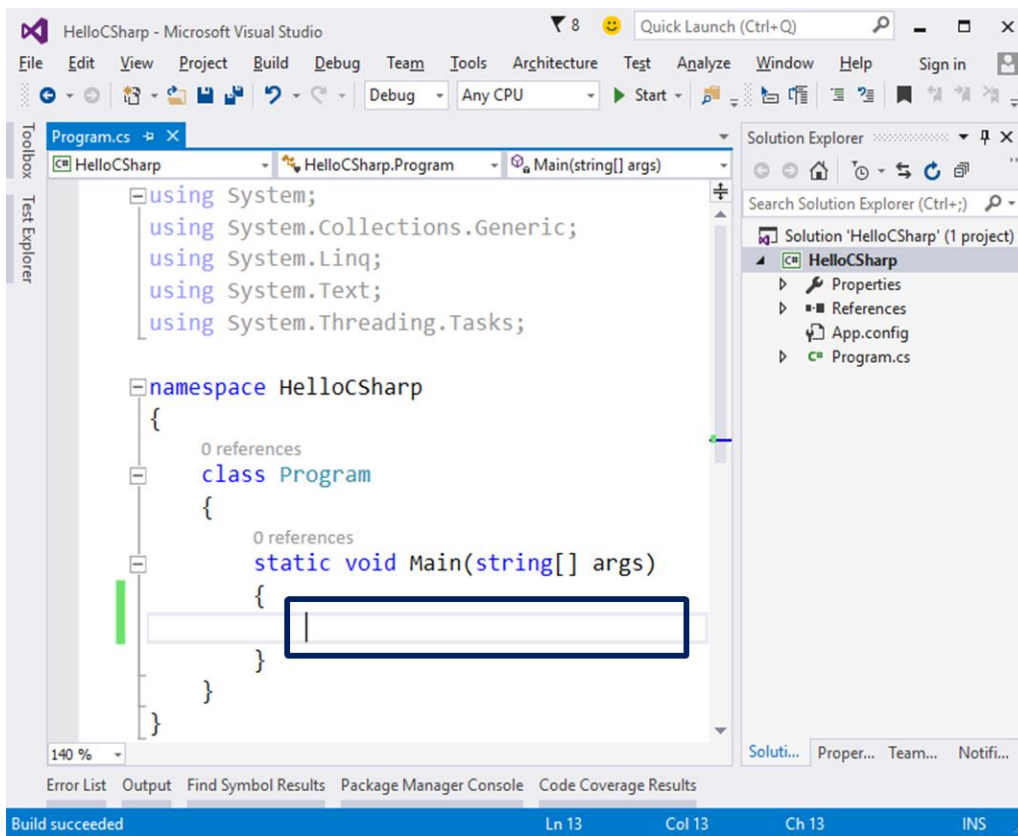 HelloCSharp - Microsoft Visual Studio 8 Quick Launch (Ctrl+Q)
File Edit View Project Build Debug Team Tools Architecture Test Analyze Window Help Sign in
Debug Any CPU Start
Toolbox
Test Explorer
Program.cs
HelloCSharp HelloCSharp.Program Main(string[] args)
using System;
using System.Collections.Generic;
using System.Linq;
using System.Text;
using System.Threading.Tasks;
namespace HelloCSharp
{
0 references
class Program
{
0 references
static void Main(string[] args)
{
}
}
}
140 %
Solution Explorer
Search Solution Explorer (Ctrl+;)
Solution 'HelloCSharp' (1 project)
C# HelloCSharp
Properties
References
App.config
C# Program.cs
Soluti... Proper... Team... Notifi...
Error List Output Find Symbol Results Package Manager Console Code Coverage Results
Build succeeded Ln 13 Col 13 Ch 13 INS